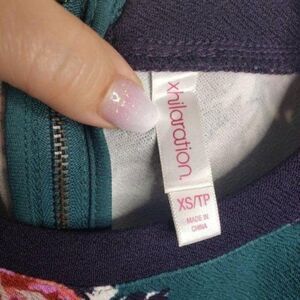 xhilaration.
XS/TP
MADE IN
CHINA